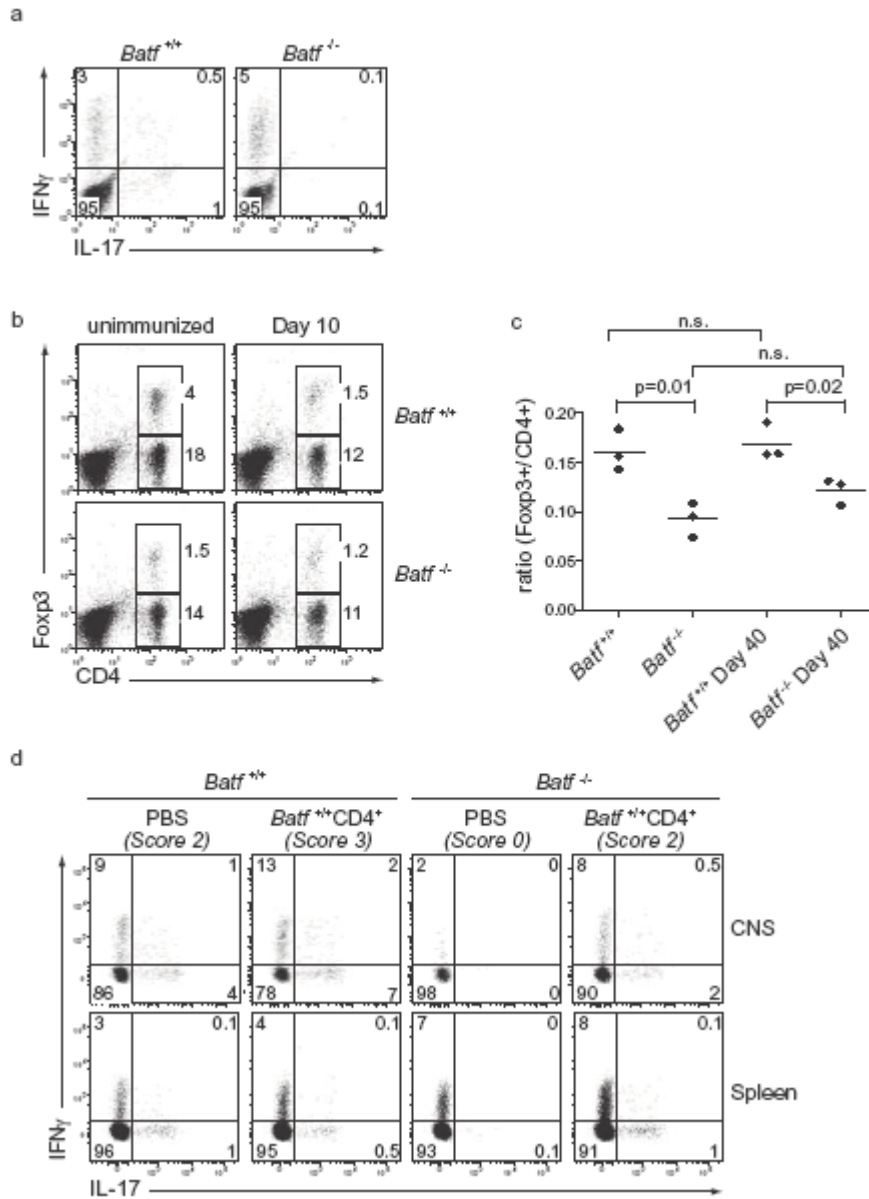 a
Batf +/+ Batf -/-
3 0.5 5 0.1
95 1 95 0.1
IFNγ
IL-17
b
unimmunized Day 10
4 1.5
Batf +/+
18 12
1.5 1.2
Batf -/-
14 11
Foxp3
CD4
c
n.s.
n.s.
p=0.01 p=0.02
ratio (Foxp3+/CD4+)
0.20
0.15
0.10
0.05
0.00
Batf+/+ Batf-/- Batf+/+ Day 40 Batf-/- Day 40
d
Batf +/+ Batf -/-
PBS Batf+/+CD4+ PBS Batf+/+CD4+
(Score 2) (Score 3) (Score 0) (Score 2)
9 1 13 2 2 0 8 0.5
CNS
86 4 78 7 98 0 90 2
3 0.1 4 0.1 7 0 8 0.1
Spleen
96 1 95 0.5 93 0.1 91 1
IFNγ
IL-17